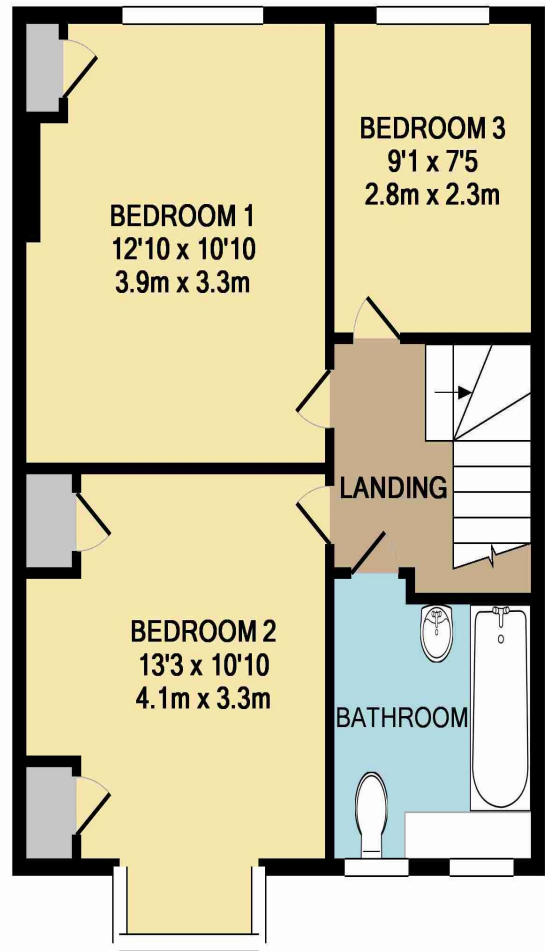 BEDROOM 1
12'10 x 10'10
3.9m x 3.3m
BEDROOM 3
9'1 x 7'5
2.8m x 2.3m
LANDING
BEDROOM 2
13'3 x 10'10
4.1m x 3.3m
BATHROOM